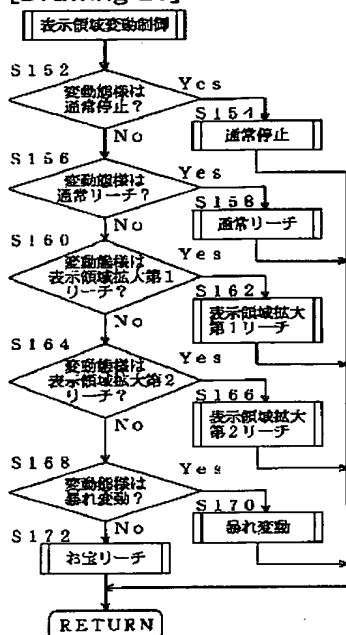 表示領域変動制御
S152
変動態様は
通常停止?
Yes
S154
通常停止
No
S156
変動態様は
通常リーチ?
Yes
S158
通常リーチ
No
S160
変動態様は
表示領域拡大第1
リーチ?
Yes
S162
表示領域拡大
第1リーチ
No
S164
変動態様は
表示領域拡大第2
リーチ?
Yes
S166
表示領域拡大
第2リーチ
No
S168
変動態様は
暴れ変動?
Yes
S170
暴れ変動
No
S172
お宝リーチ
RETURN